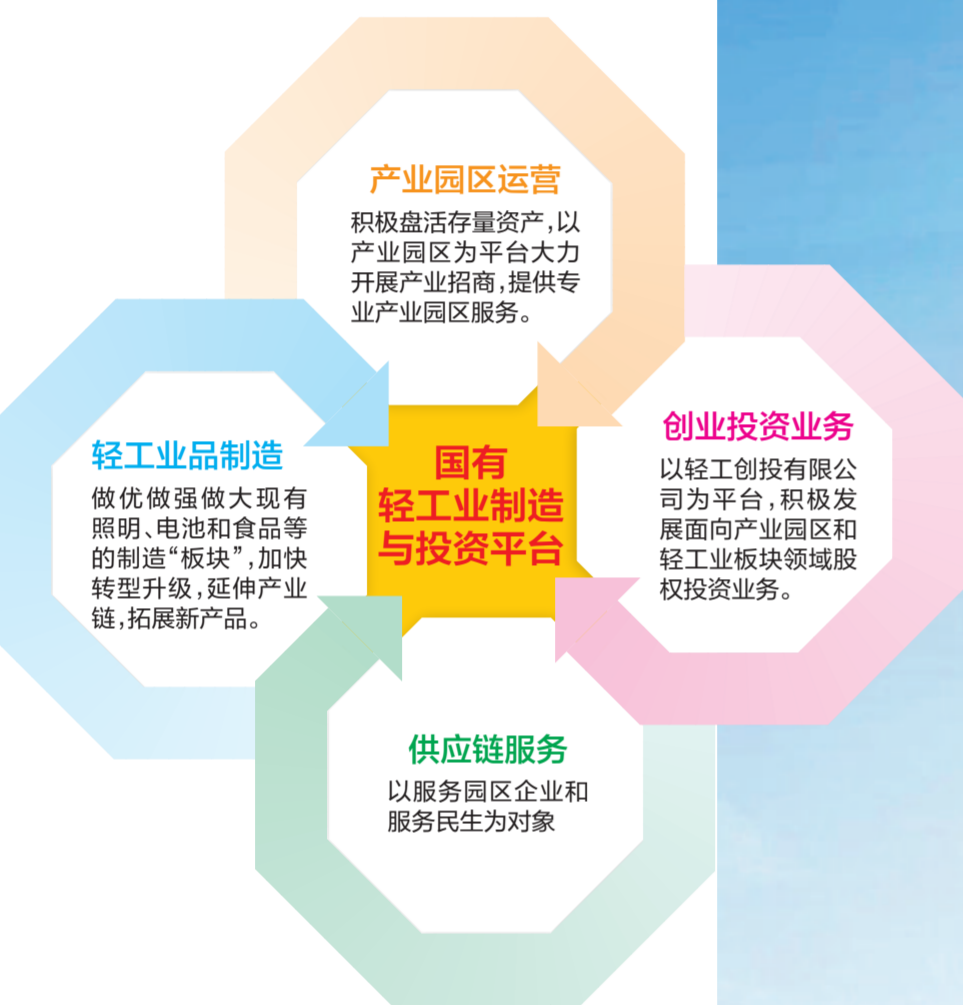 产业园区运营
积极盘活存量资产，以
产业园区为平台大力
开展产业招商，提供专
业产业园区服务。
轻工业品制造
做优做强做大现有
照明、电池和食品等
的制造“板块”，加快
转型升级，延伸产业
链，拓展新产品。
国有
轻工业制造
与投资平台
创业投资业务
以轻工创投有限公
司为平台，积极发
展面向产业园区和
轻工业板块领域股
权投资业务。
供应链服务
以服务园区企业和
服务民生为对象